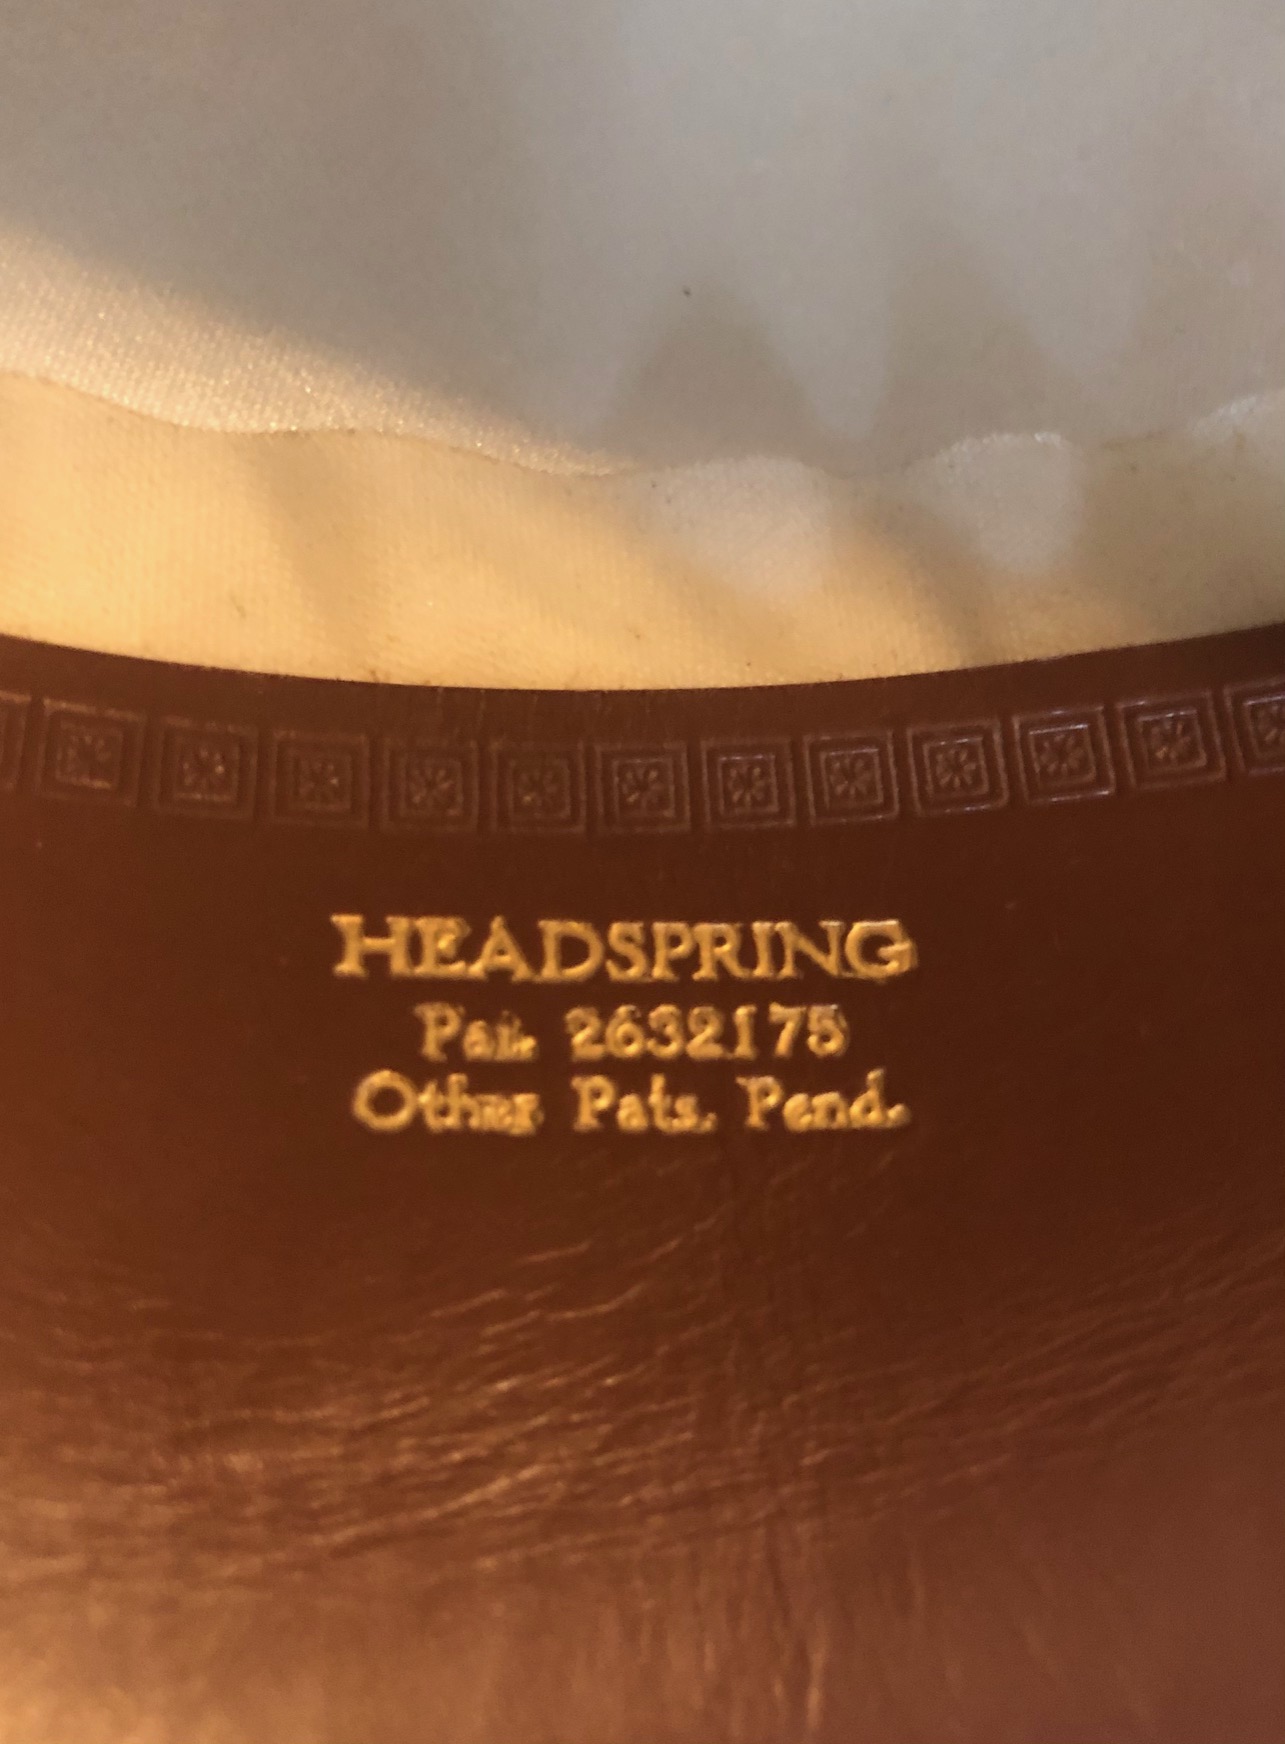 HEADSPRING
Pat. 2632175
Other Pats. Pend.